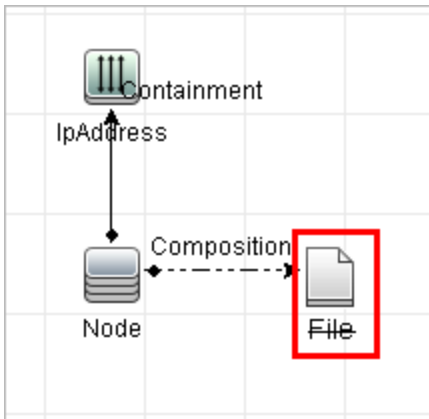 Containment
IpAddress
Composition
Node
File